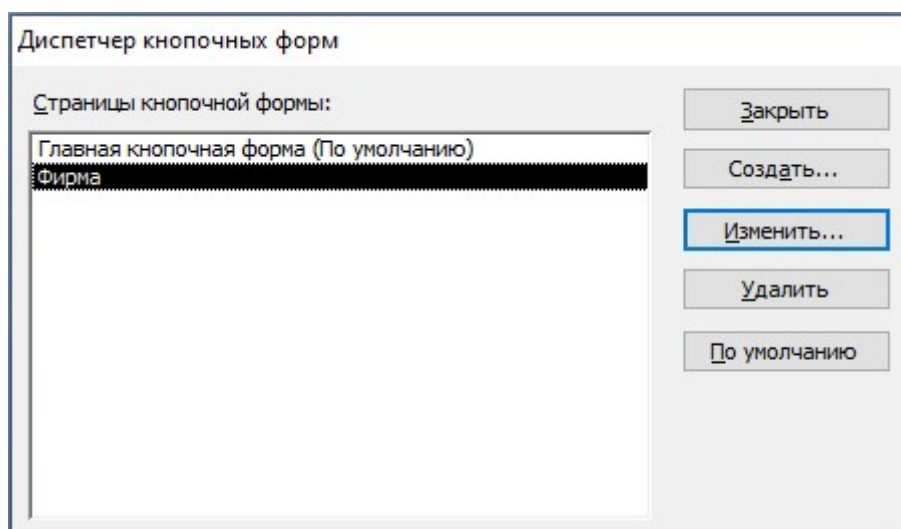 Диспетчер кнопочных форм
Страницы кнопочной формы:
Главная кнопочная форма (По умолчанию)
Фирма
Закрыть
Создать...
Изменить...
Удалить
По умолчанию